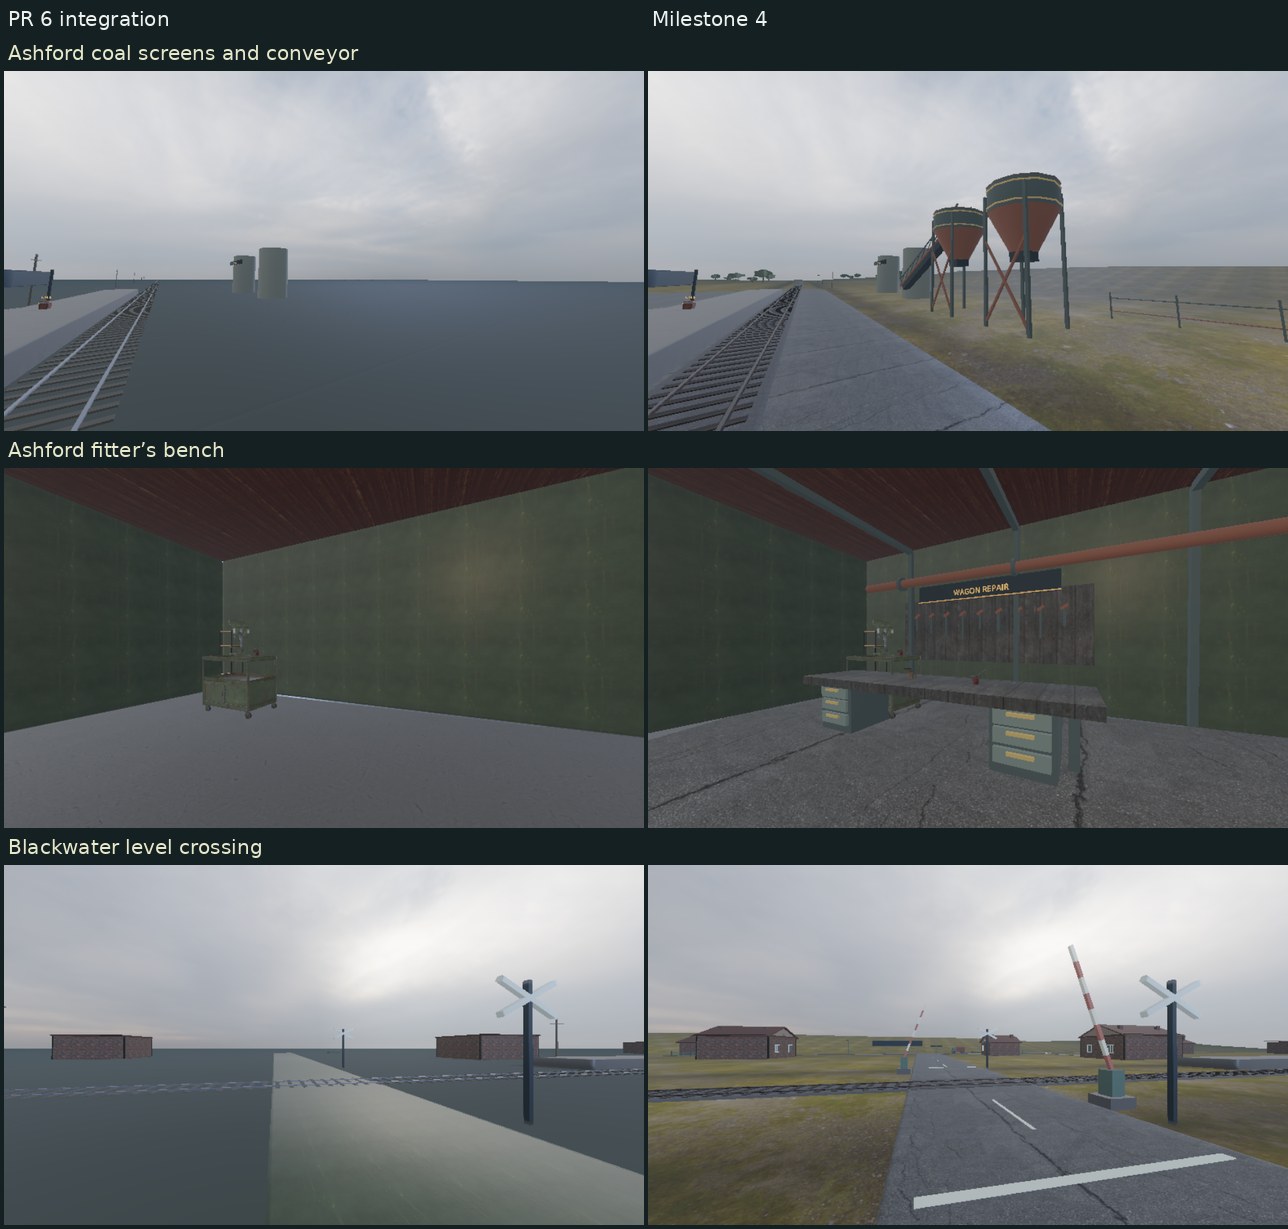 PR 6 integration
Milestone 4
Ashford coal screens and conveyor
Ashford fitter’s bench
WAGON REPAIR
Blackwater level crossing